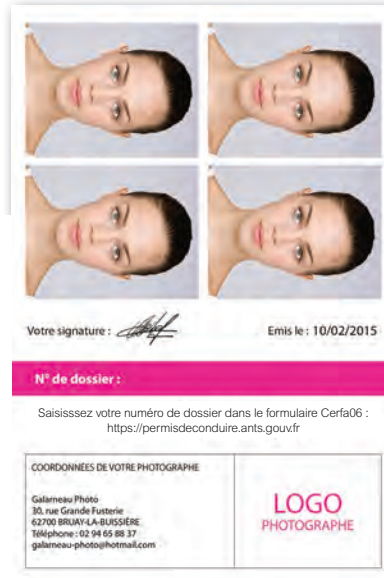 Votre signature :
Emis le : 10/02/2015
N° de dossier :
Saisisssez votre numéro de dossier dans le formulaire Cerfa06 :
https://permisdeconduire.ants.gouv.fr
COORDONNÉES DE VOTRE PHOTOGRAPHE
Galarneau Photo
30, rue Grande Fusterie
62700 BRUAY-LA-BUISSIÈRE
Téléphone : 02 94 65 88 37
galarneau-photo@hotmail.com
LOGO
PHOTOGRAPHE